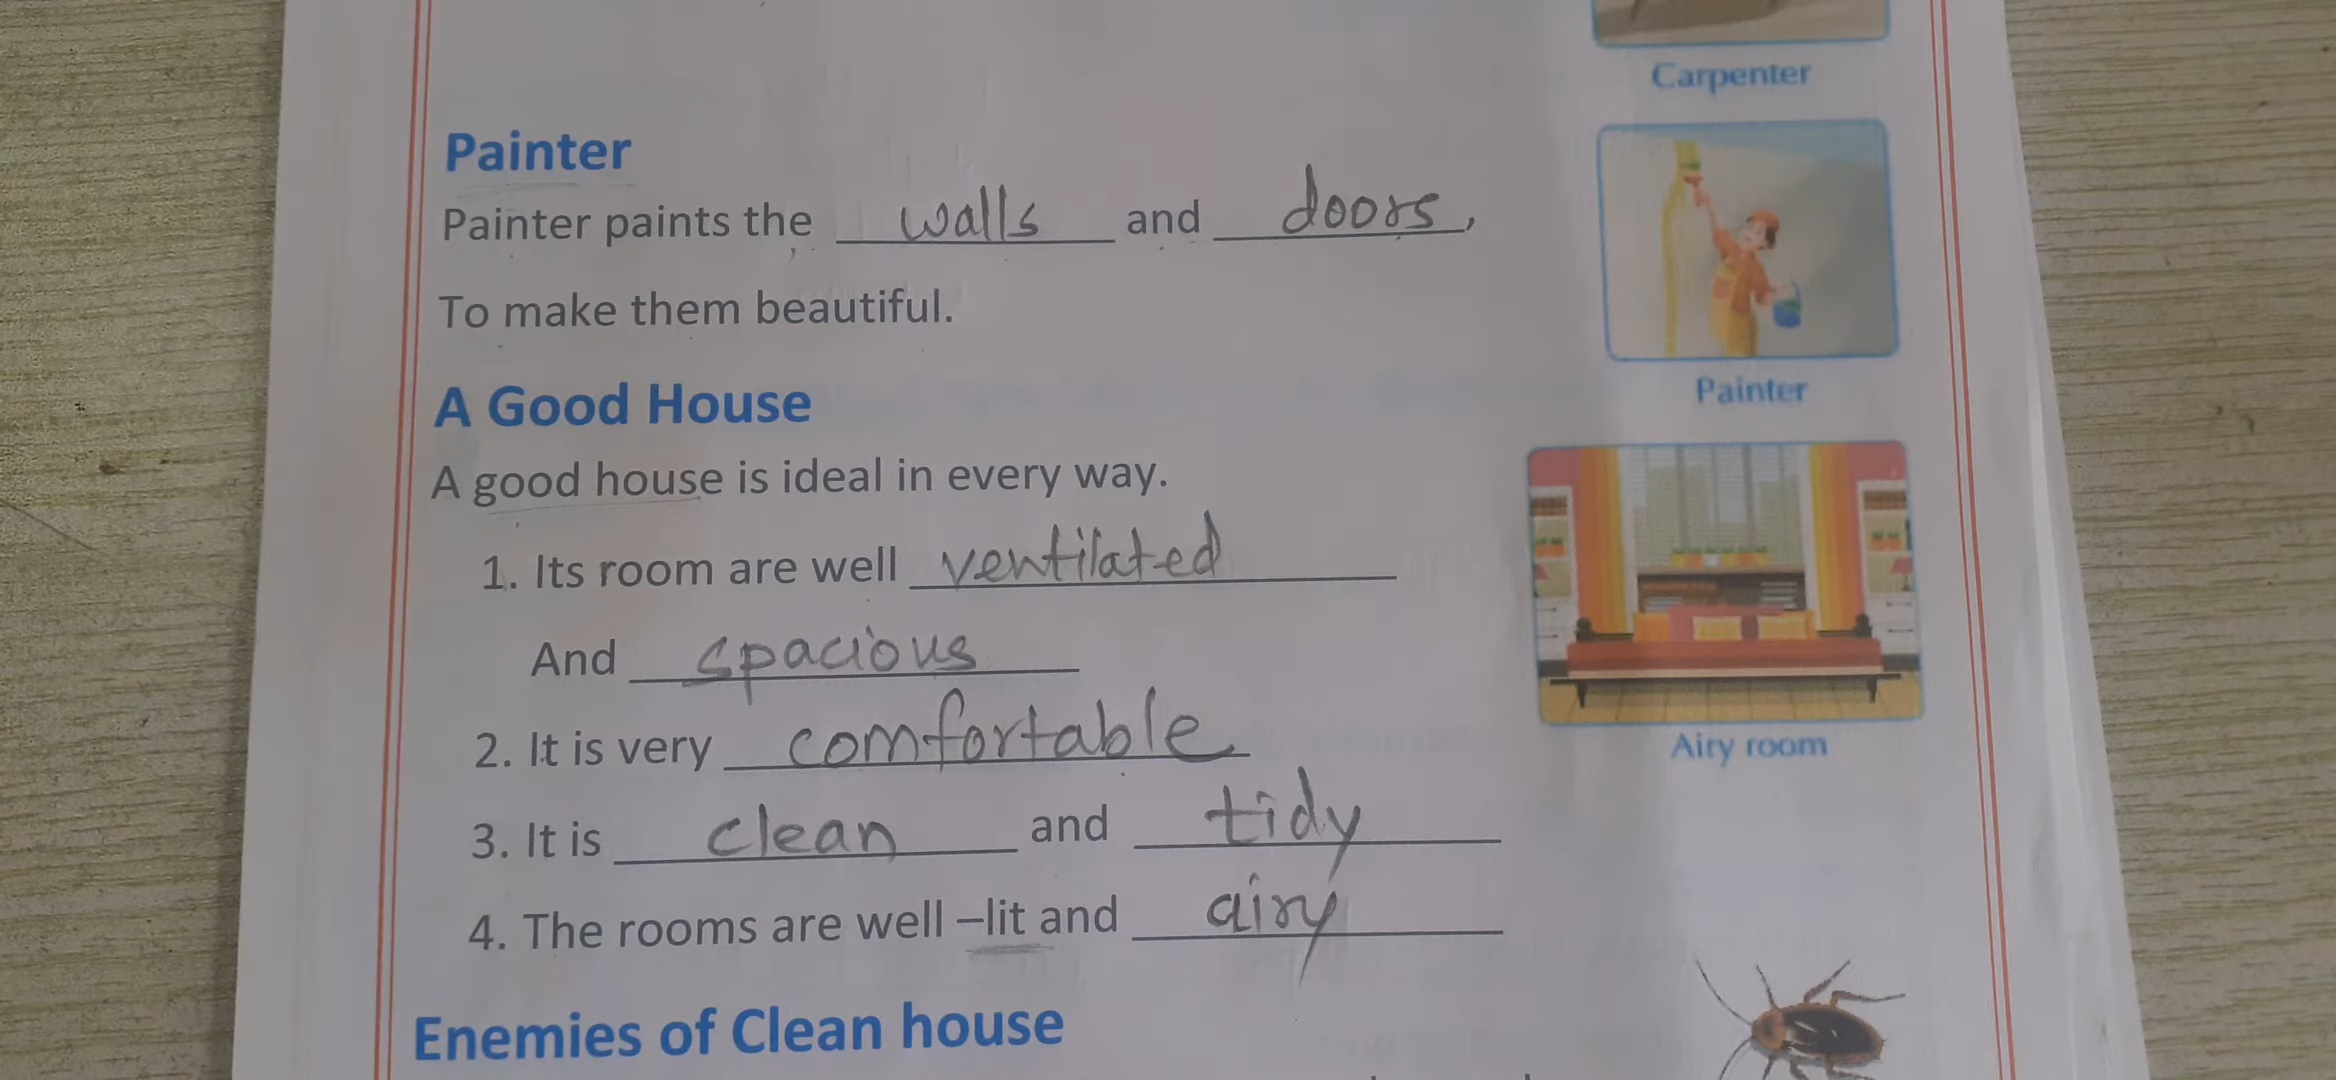 Carpenter
Painter
Painter paints the walls and doors,
To make them beautiful.
Painter
A Good House
A good house is ideal in every way.
1. Its room are well ventilated
And spacious
2. It is very comfortable
Airy room
3. It is clean and tidy
4. The rooms are well –lit and airy
Enemies of Clean house